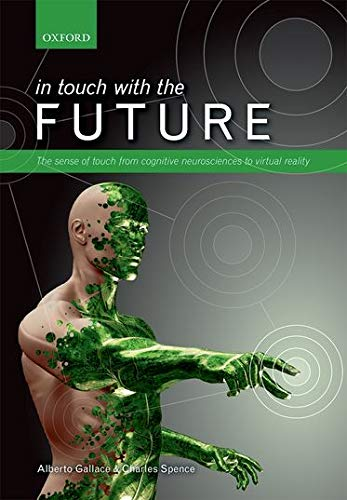 OXFORD
in touch with the
FUTURE
The sense of touch from cognitive neurosciences to virtual reality
Alberto Gallace & Charles Spence